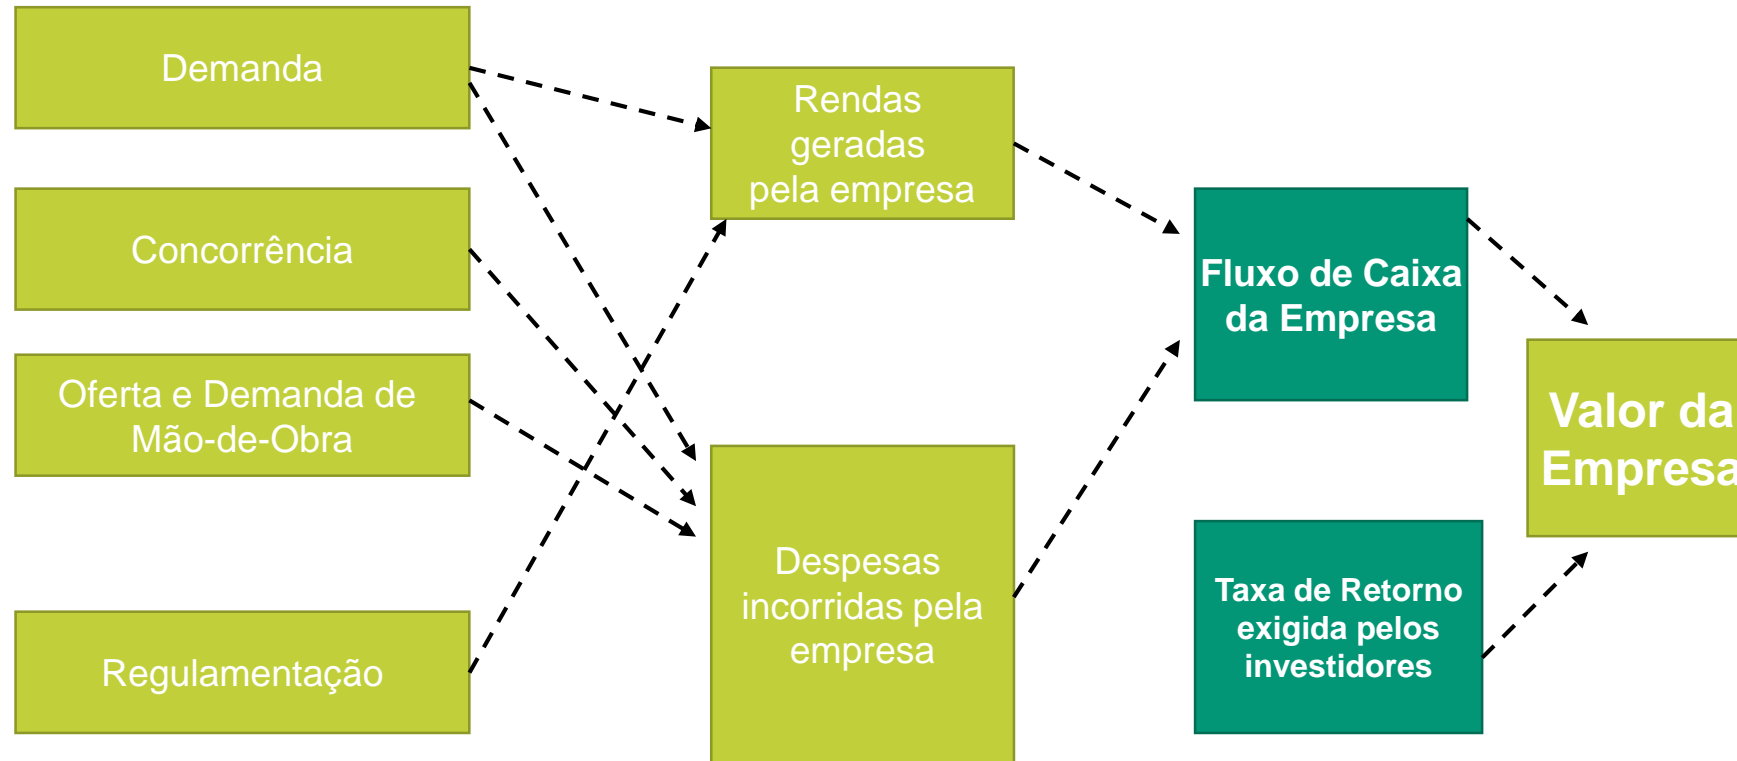 Demanda
Concorrência
Oferta e Demanda de
Mão-de-Obra
Regulamentação
Rendas
geradas
pela empresa
Despesas
incorridas pela
empresa
Fluxo de Caixa
da Empresa
Taxa de Retorno
exigida pelos
investidores
Valor da
Empresa